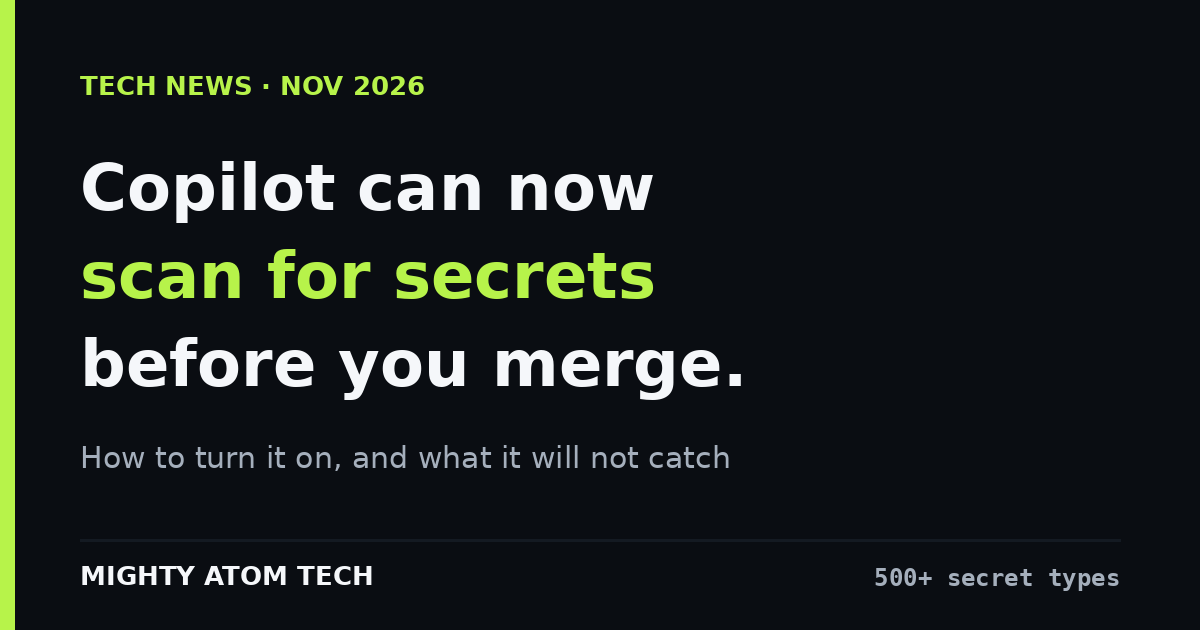 TECH NEWS · NOV 2026
Copilot can now
scan for secrets
before you merge.
How to turn it on, and what it will not catch
MIGHTY ATOM TECH
500+ secret types